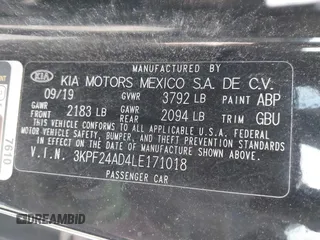 MANUFACTURED BY
KIA KIA MOTORS MEXICO S.A. DE C.V.
09/19 GVWR 3792 LB PAINT ABP
GAWR FRONT 2183 LB GAWR REAR 2094 LB TRIM GBU
THIS VEHICLE CONFORMS TO ALL APPLICABLE U.S.A. FEDERAL
MOTOR VEHICLE SAFETY, BUMPER, AND THEFT PREVENTION
STANDARDS IN EFFECT ON THE DATE OF MANUFACTURE
SHOWN ABOVE.
V.I.N. 3KPF24AD4LE171018
PASSENGER CAR
7610
© DREAMBID